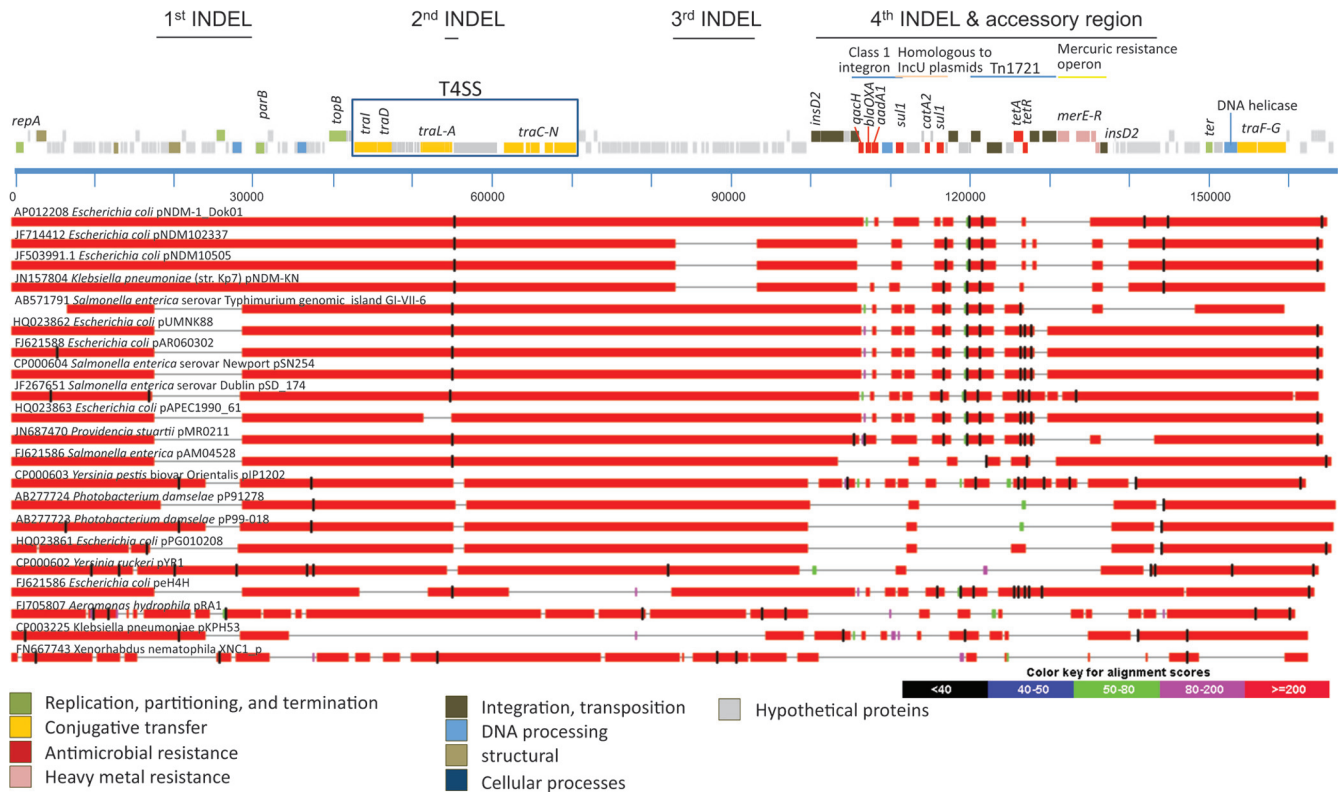 1st INDEL 2nd INDEL 3rd INDEL 4th INDEL & accessory region
Class 1 integron
Homologous to IncU plasmids
Tn1721
Mercuric resistance operon
T4SS
repA
parB
topB
traI
traD
traL-A
traC-N
insD2
qacH
blaOXA
aadA1
sul1
catA2
sul1
tetA
tetR
merE-R
insD2
ter
DNA helicase
traF-G
0 30000 60000 90000 120000 150000
AP012208 Escherichia coli pNDM-1_Dok01
JF714412 Escherichia coli pNDM102337
JF503991.1 Escherichia coli pNDM10505
JN157804 Klebsiella pneumoniae (str. Kp7) pNDM-KN
AB571791 Salmonella enterica serovar Typhimurium genomic island GI-VII-6
HQ023862 Escherichia coli pUMNK88
FJ621588 Escherichia coli pAR060302
CP000604 Salmonella enterica serovar Newport pSN254
JF267651 Salmonella enterica serovar Dublin pSD_174
HQ023863 Escherichia coli pAPEC1990_61
JN687470 Providencia stuartii pMR0211
FJ621586 Salmonella enterica pAM04528
CP000603 Yersinia pestis biovar Orientalis pIP1202
AB277724 Photobacterium damselae pP91278
AB277723 Photobacterium damselae pP99-018
HQ023861 Escherichia coli pPG010208
CP000602 Yersinia ruckeri pYR1
FJ621586 Escherichia coli peH4H
FJ705807 Aeromonas hydrophila pRA1
CP003225 Klebsiella pneumoniae pKPH53
FN667743 Xenorhabdus nematophila XNC1_p
Color key for alignment scores
<40 40-50 50-80 80-200 >=200
Replication, partitioning, and termination
Conjugative transfer
Antimicrobial resistance
Heavy metal resistance
Integration, transposition
DNA processing
structural
Cellular processes
Hypothetical proteins